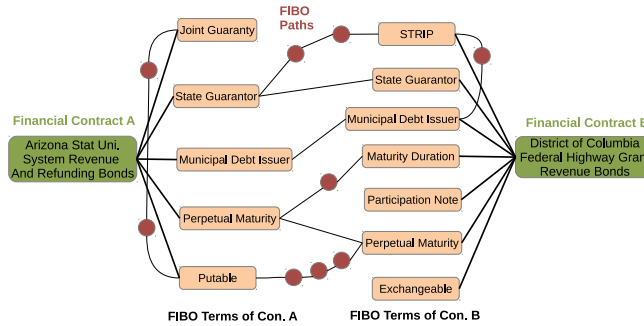 FIBO
Paths
Joint Guaranty
STRIP
State Guarantor
State Guarantor
Financial Contract A
Arizona Stat Uni.
System Revenue
And Refunding Bonds
Municipal Debt Issuer
Municipal Debt Issuer
Financial Contract B
District of Columbia
Federal Highway Grant
Revenue Bonds
Maturity Duration
Participation Note
Perpetual Maturity
Perpetual Maturity
Putable
Exchangeable
FIBO Terms of Con. A
FIBO Terms of Con. B